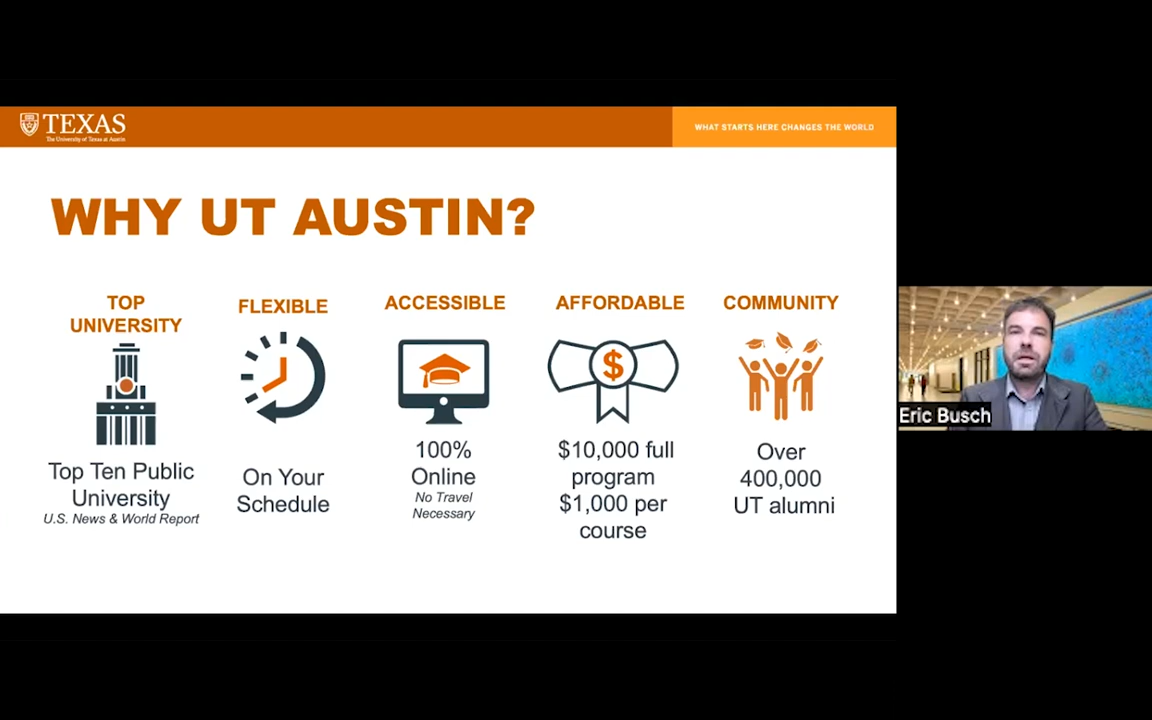 TEXAS
The University of Texas at Austin
WHAT STARTS HERE CHANGES THE WORLD
WHY UT AUSTIN?
TOP
UNIVERSITY
Top Ten Public
University
U.S. News & World Report
FLEXIBLE
On Your
Schedule
ACCESSIBLE
100%
Online
No Travel
Necessary
AFFORDABLE
$
$10,000 full
program
$1,000 per
course
COMMUNITY
Over
400,000
UT alumni
Eric Busch